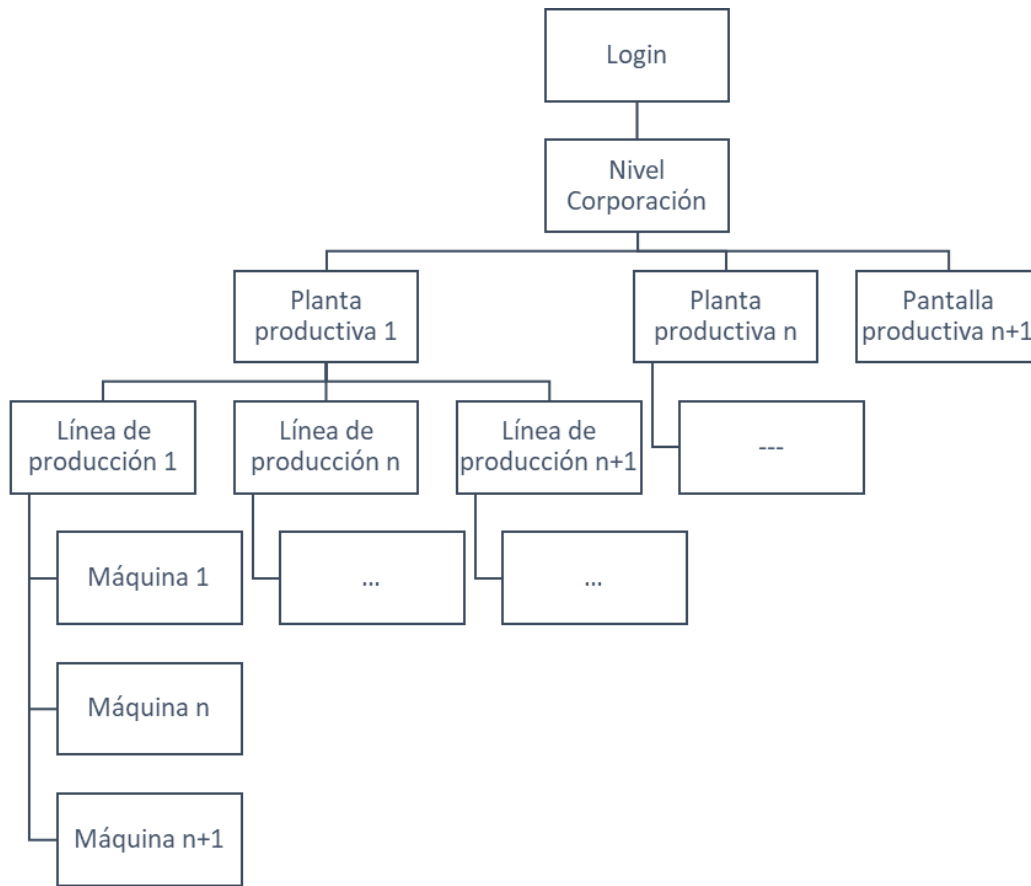 Login
Nivel
Corporación
Planta
productiva 1
Planta
productiva n
Pantalla
productiva n+1
Línea de
producción 1
Línea de
producción n
Línea de
producción n+1
---
Máquina 1
...
...
Máquina n
Máquina n+1